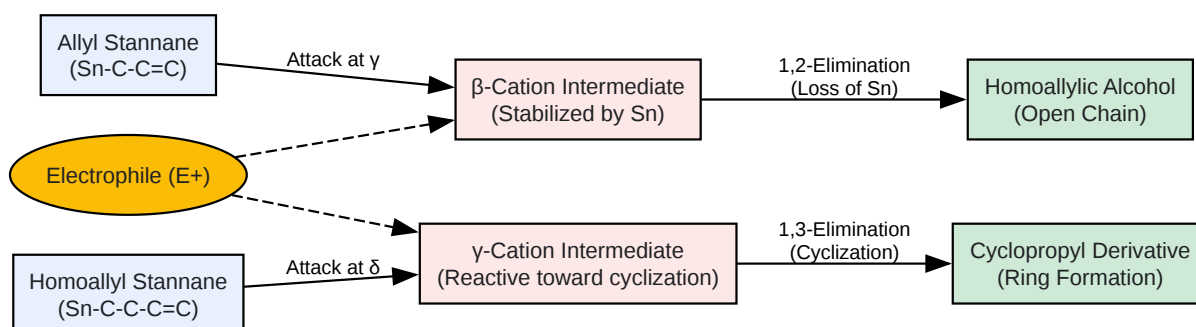 Allyl Stannane
(Sn-C-C=C)
Attack at γ
β-Cation Intermediate
(Stabilized by Sn)
1,2-Elimination
(Loss of Sn)
Homoallylic Alcohol
(Open Chain)
Electrophile (E+)
Homoallyl Stannane
(Sn-C-C-C=C)
Attack at δ
γ-Cation Intermediate
(Reactive toward cyclization)
1,3-Elimination
(Cyclization)
Cyclopropyl Derivative
(Ring Formation)